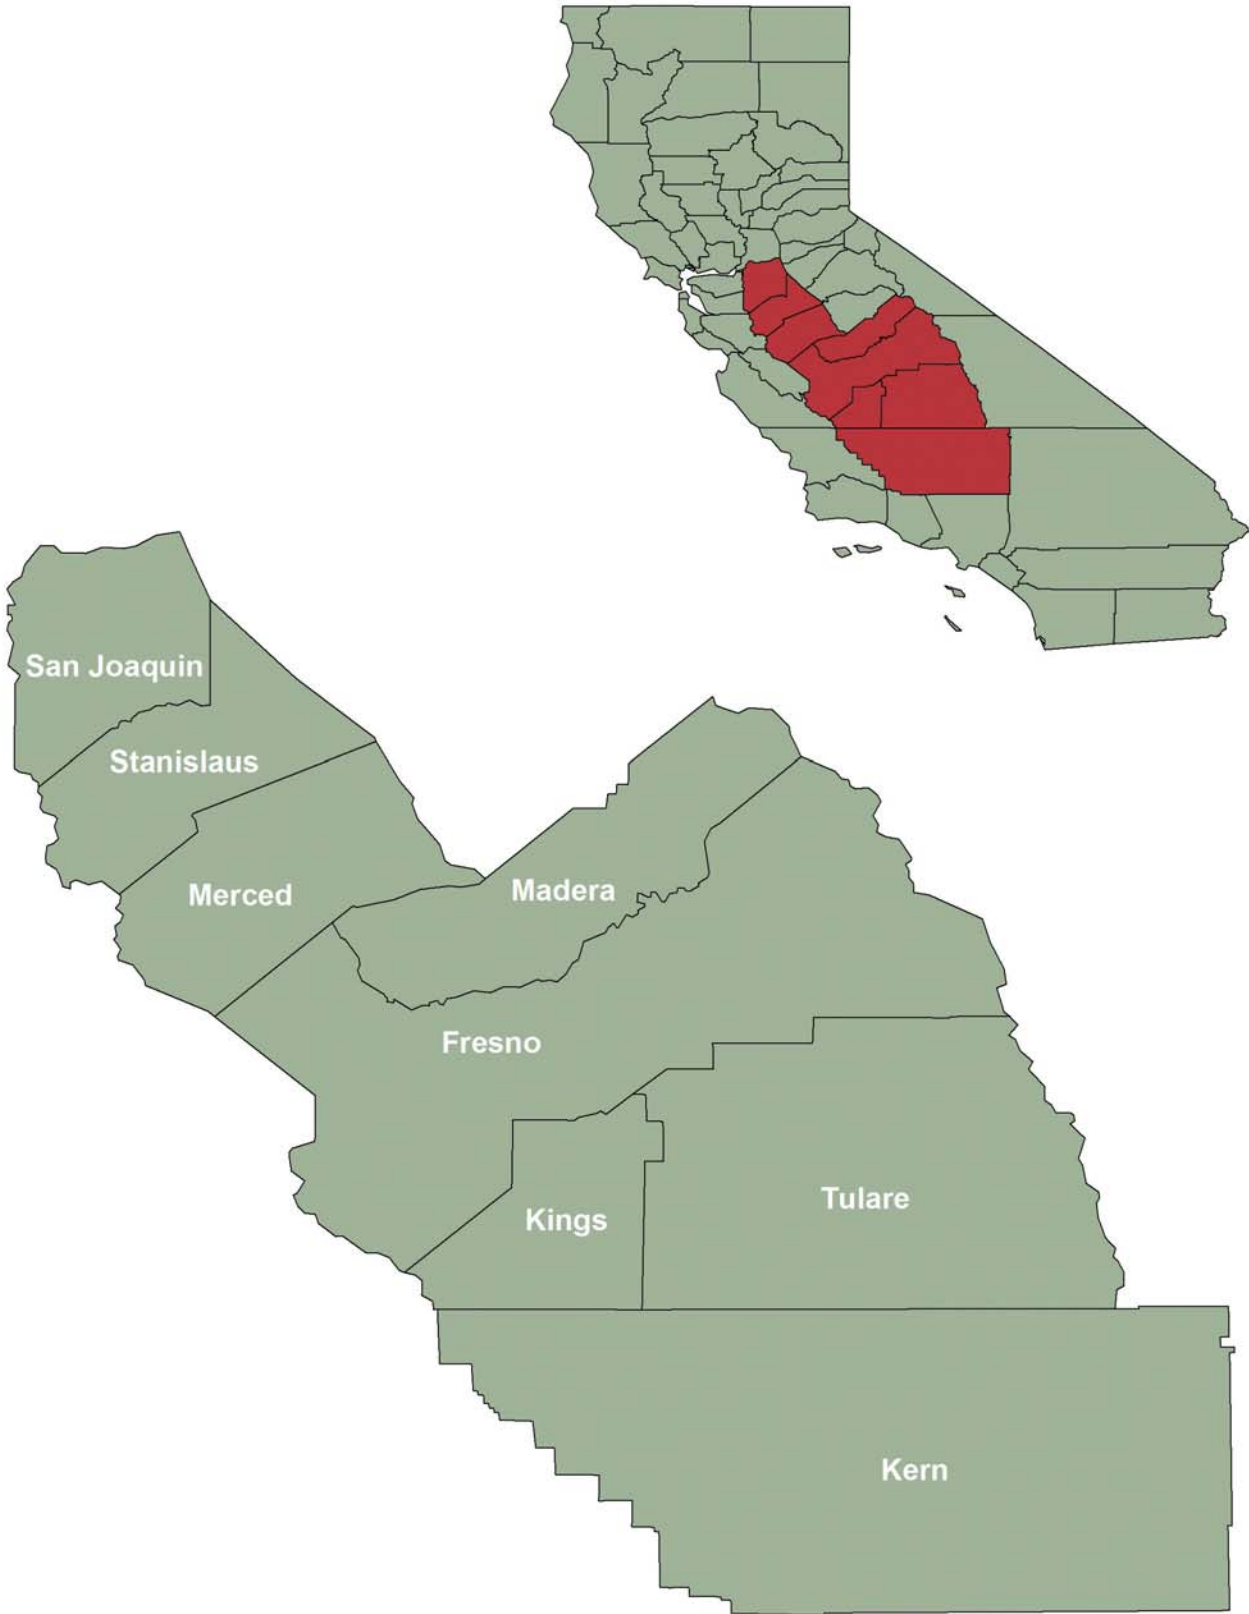 San Joaquin
Stanislaus
Merced
Madera
Fresno
Kings
Tulare
Kern